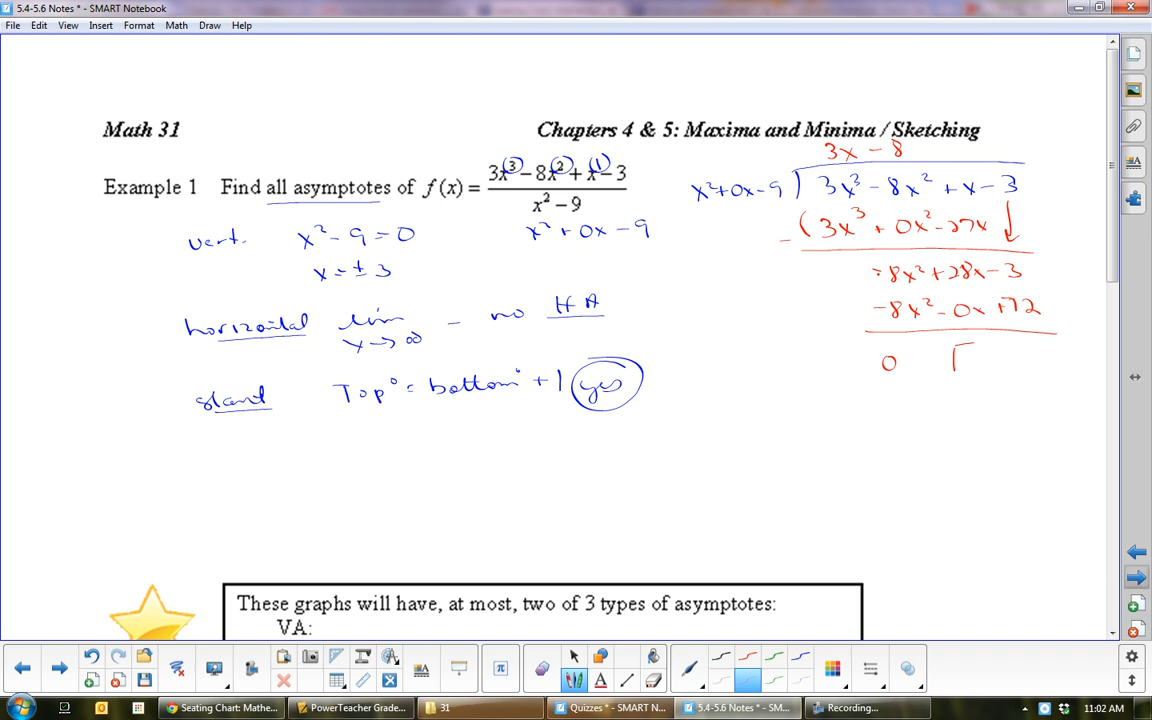 5.4-5.6 Notes * - SMART Notebook
File Edit View Insert Format Math Draw Help
Math 31
Chapters 4 & 5: Maxima and Minima / Sketching
Example 1 Find all asymptotes of f(x) = (3x³ − 8x² + x − 3)/(x² − 9)
x² + 0x − 9
vert. x² − 9 = 0
x = ± 3
horizontal lim x → ∞ – no HA
slant Top° = bottom° + 1 yes
3x − 8
x² + 0x − 9 ) 3x³ − 8x² + x − 3
− ( 3x³ + 0x² − 27x
-8x² + 28x − 3
−8x² − 0x + 72
0
These graphs will have, at most, two of 3 types of asymptotes:
VA:
Seating Chart: Mathe...
PowerTeacher Grade...
31
Quizzes * - SMART N...
5.4-5.6 Notes * - SM...
Recording...
11:02 AM